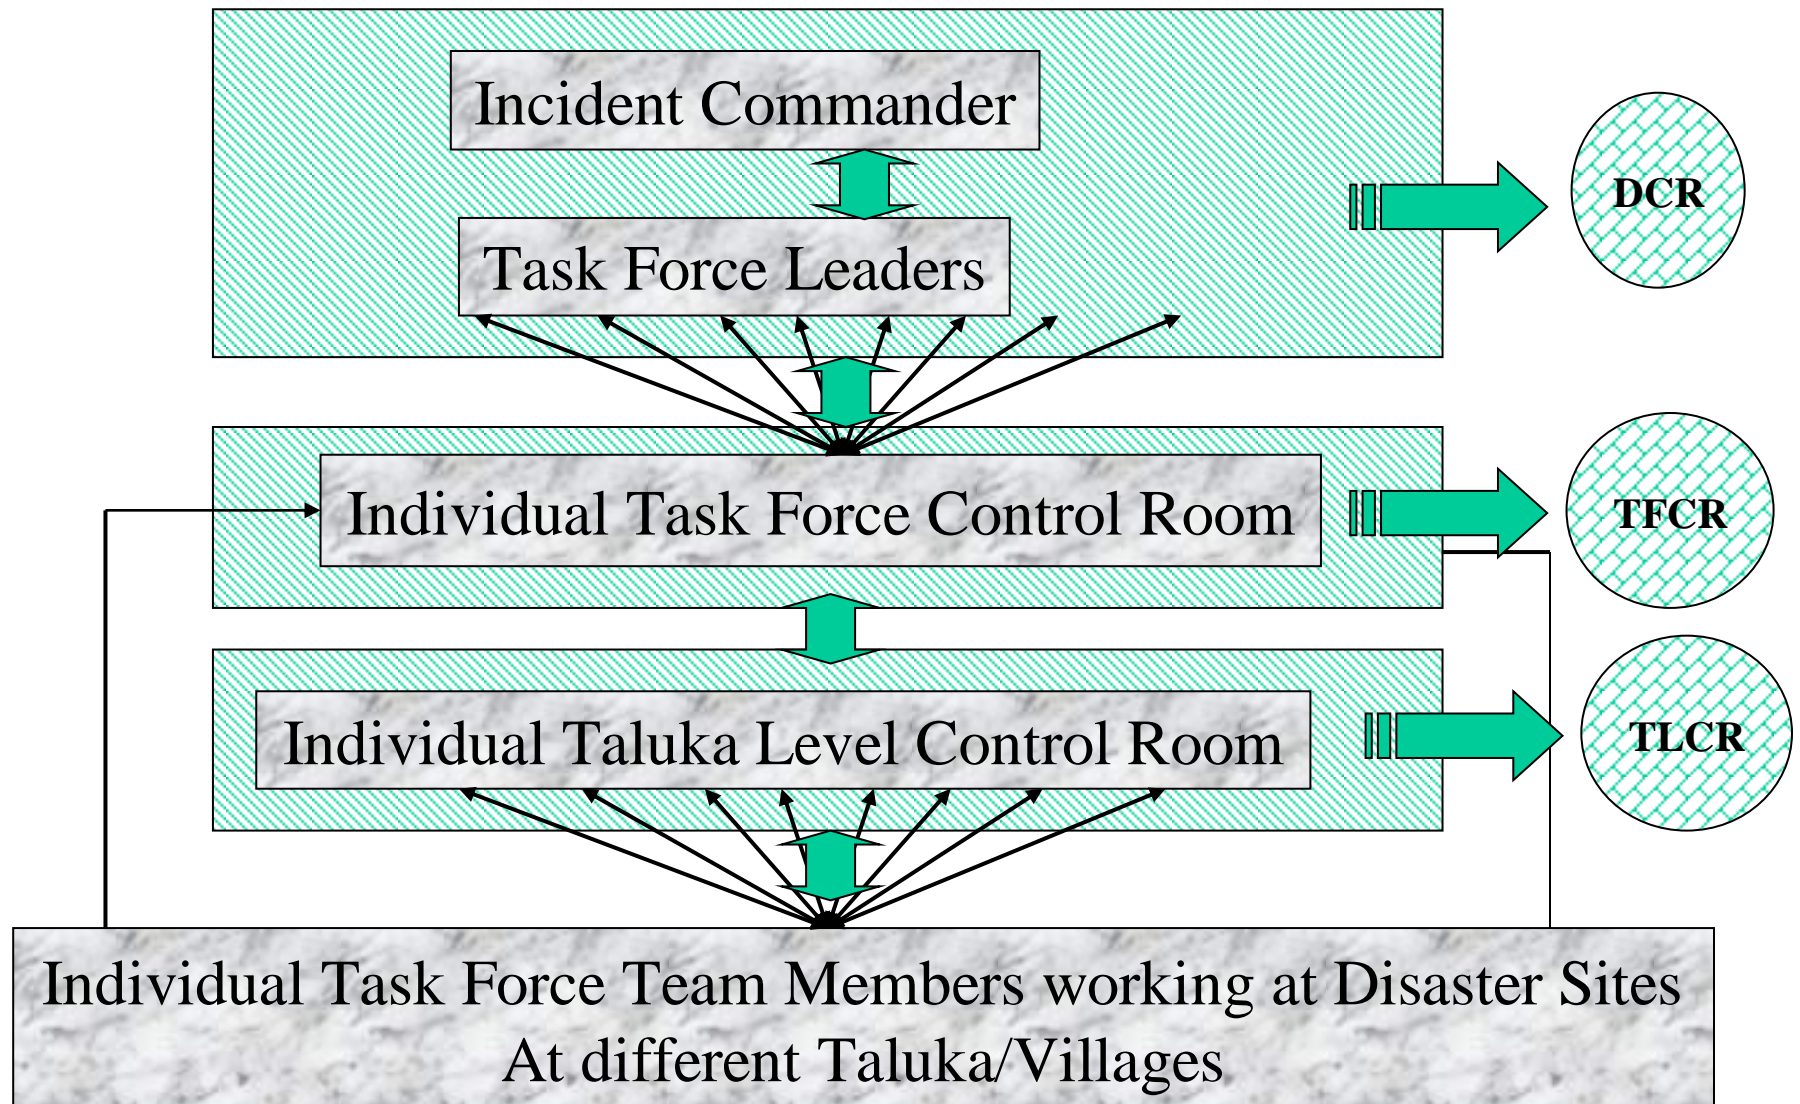 Incident Commander
DCR
Task Force Leaders
Individual Task Force Control Room
TFCR
Individual Taluka Level Control Room
TLCR
Individual Task Force Team Members working at Disaster Sites
At different Taluka/Villages